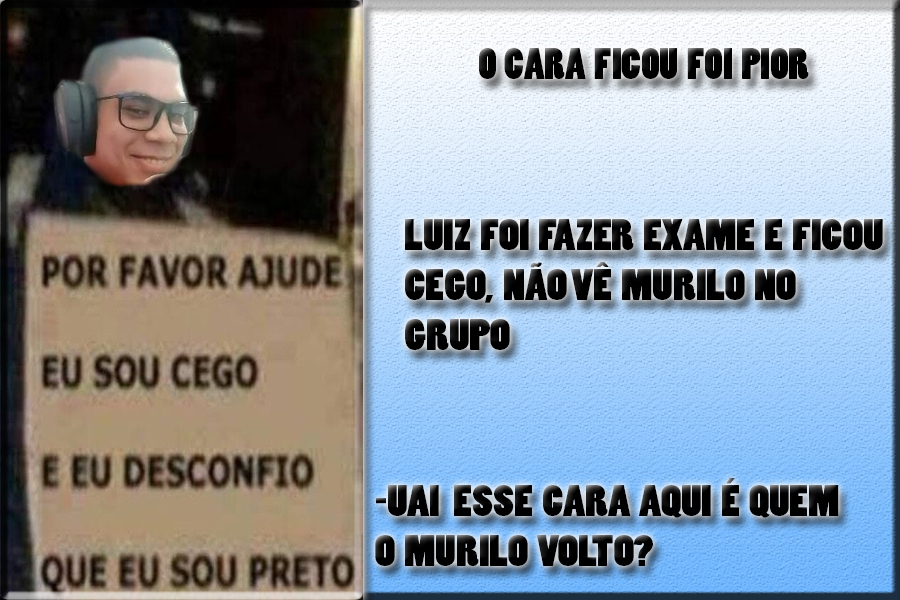 POR FAVOR AJUDE
EU SOU CEGO
E EU DESCONFIO
QUE EU SOU PRETO
O CARA FICOU FOI PIOR
LUIZ FOI FAZER EXAME E FICOU
CEGO, NÃO VÊ MURILO NO
GRUPO
-UAI ESSE CARA AQUI É QUEM
O MURILO VOLTO?